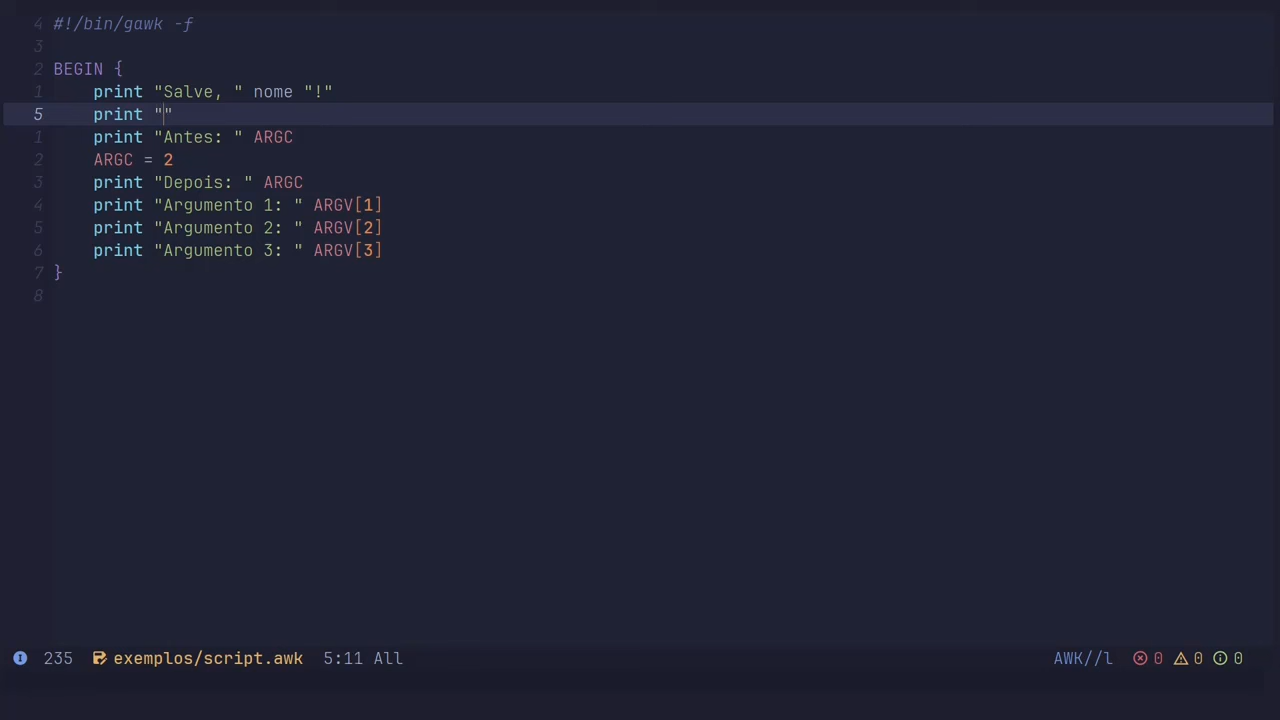 4 #!/bin/gawk -f
3
2 BEGIN {
1     print "Salve, " nome "!"
5     print ""
1     print "Antes: " ARGC
2     ARGC = 2
3     print "Depois: " ARGC
4     print "Argumento 1: " ARGV[1]
5     print "Argumento 2: " ARGV[2]
6     print "Argumento 3: " ARGV[3]
7 }
8
I 235 exemplos/script.awk 5:11 All AWK//l 0 0 0